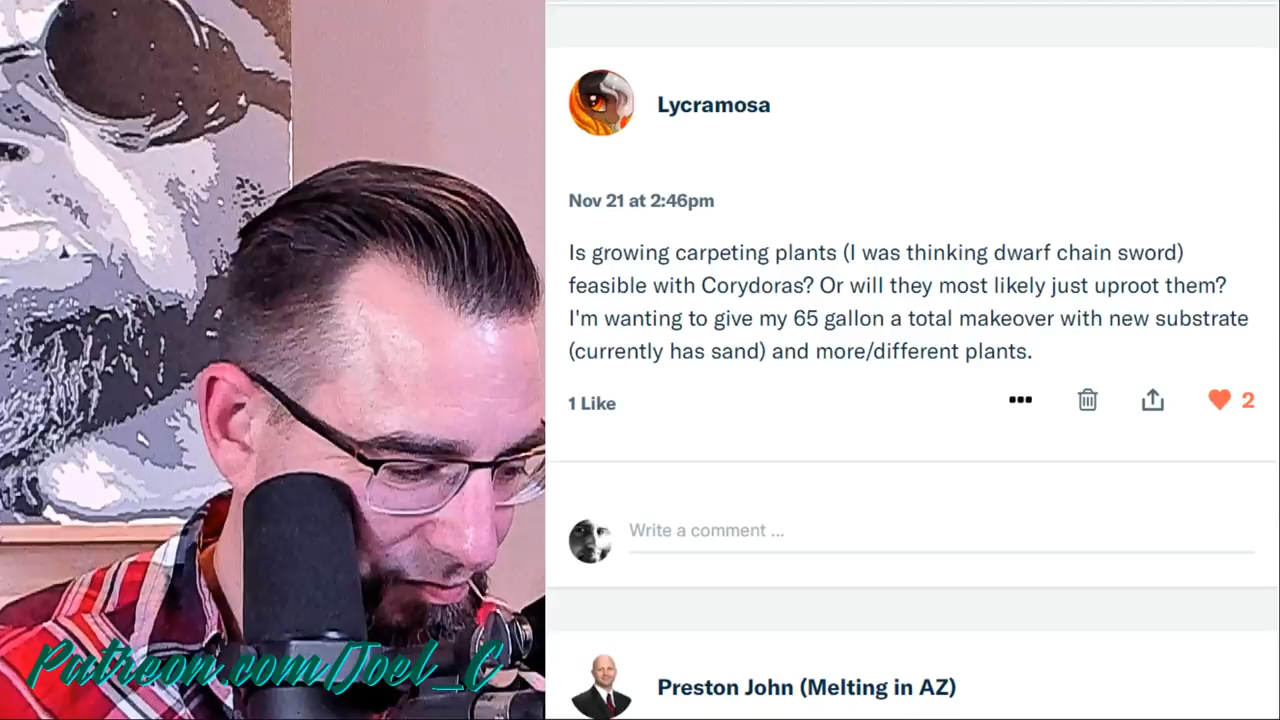 Lycramosa
Nov 21 at 2:46pm
Is growing carpeting plants (I was thinking dwarf chain sword)
feasible with Corydoras? Or will they most likely just uproot them?
I'm wanting to give my 65 gallon a total makeover with new substrate
(currently has sand) and more/different plants.
1 Like
2
Write a comment ...
Preston John (Melting in AZ)
Patreon.com/Joel_C